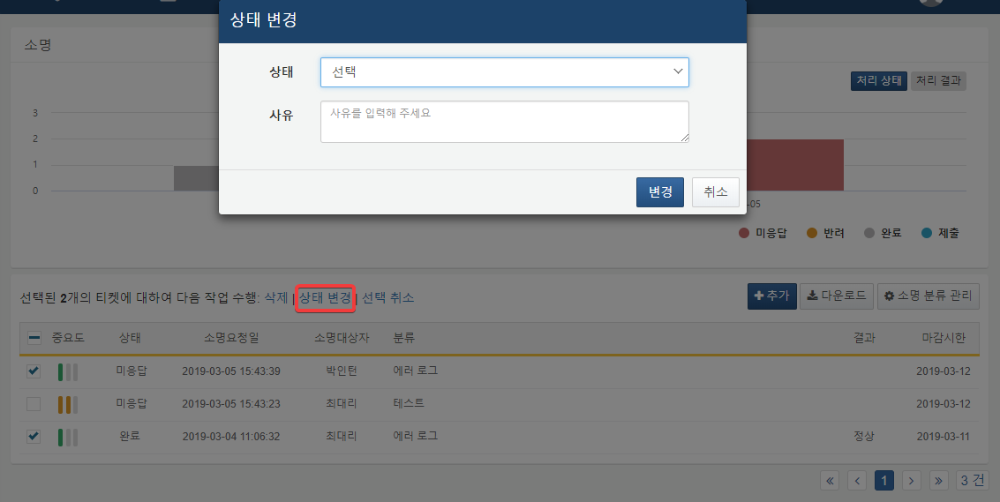 상태 변경
소명
상태
선택
처리 상태 처리 결과
사유
사유를 입력해 주세요
3
2
1
0
변경 취소
-05
미응답 반려 완료 제출
선택된 2개의 티켓에 대하여 다음 작업 수행: 삭제 | 상태 변경 | 선택 취소
추가 다운로드 소명 분류 관리
중요도 상태 소명요청일 소명대상자 분류 결과 마감시한
미응답 2019-03-05 15:43:39 박인턴 에러 로그 2019-03-12
미응답 2019-03-05 15:43:23 최대리 테스트 2019-03-12
완료 2019-03-04 11:06:32 최대리 에러 로그 정상 2019-03-11
« ‹ 1 › » 3 건